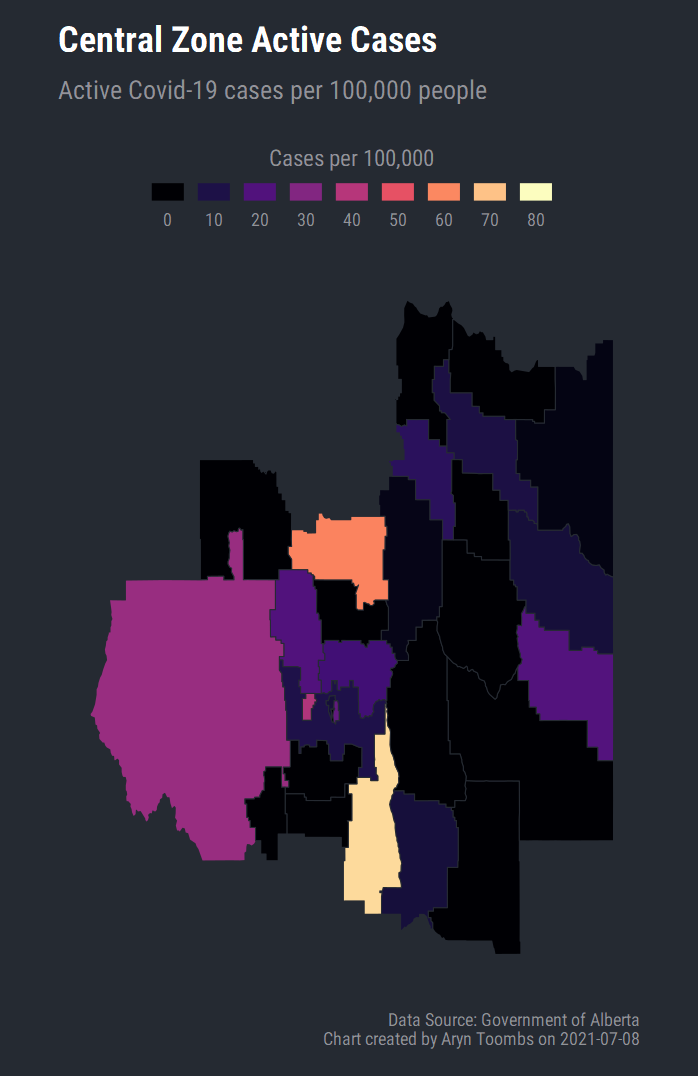 Central Zone Active Cases
Active Covid-19 cases per 100,000 people
Cases per 100,000
0 10 20 30 40 50 60 70 80
Data Source: Government of Alberta
Chart created by Aryn Toombs on 2021-07-08